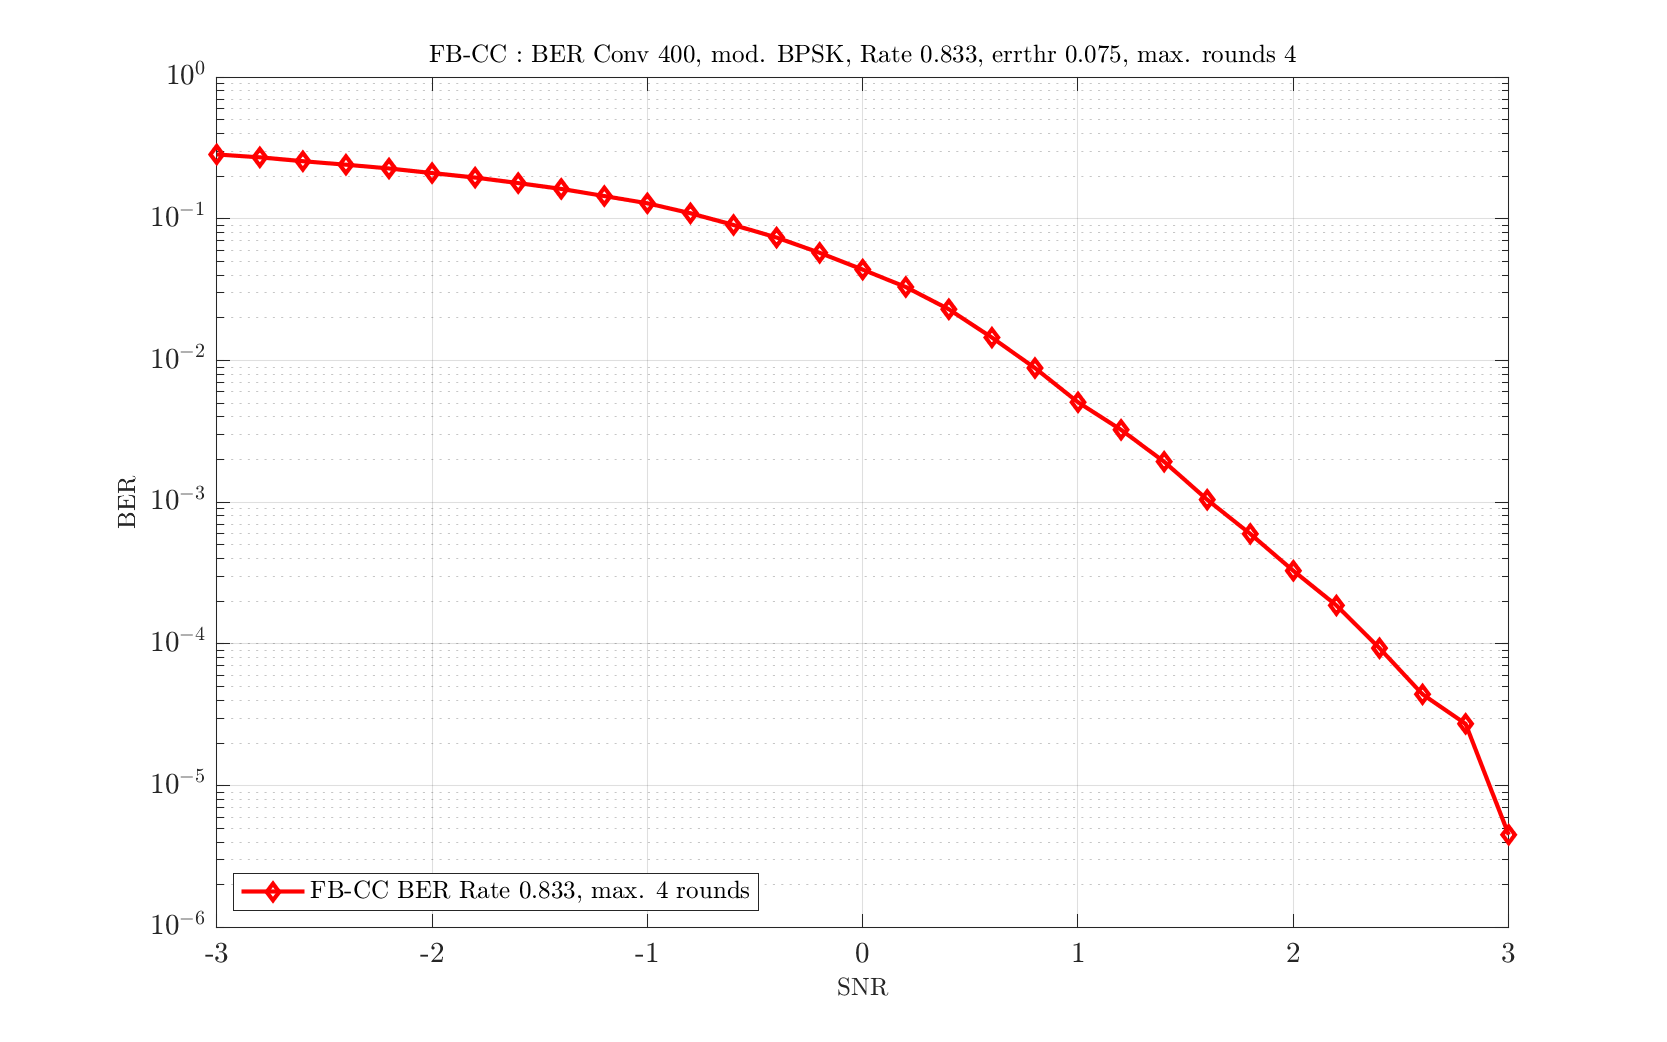 FB-CC : BER Conv 400, mod. BPSK, Rate 0.833, errthr 0.075, max. rounds 4
10^0
10^-1
10^-2
10^-3
10^-4
10^-5
10^-6
BER
FB-CC BER Rate 0.833, max. 4 rounds
-3 -2 -1 0 1 2 3
SNR